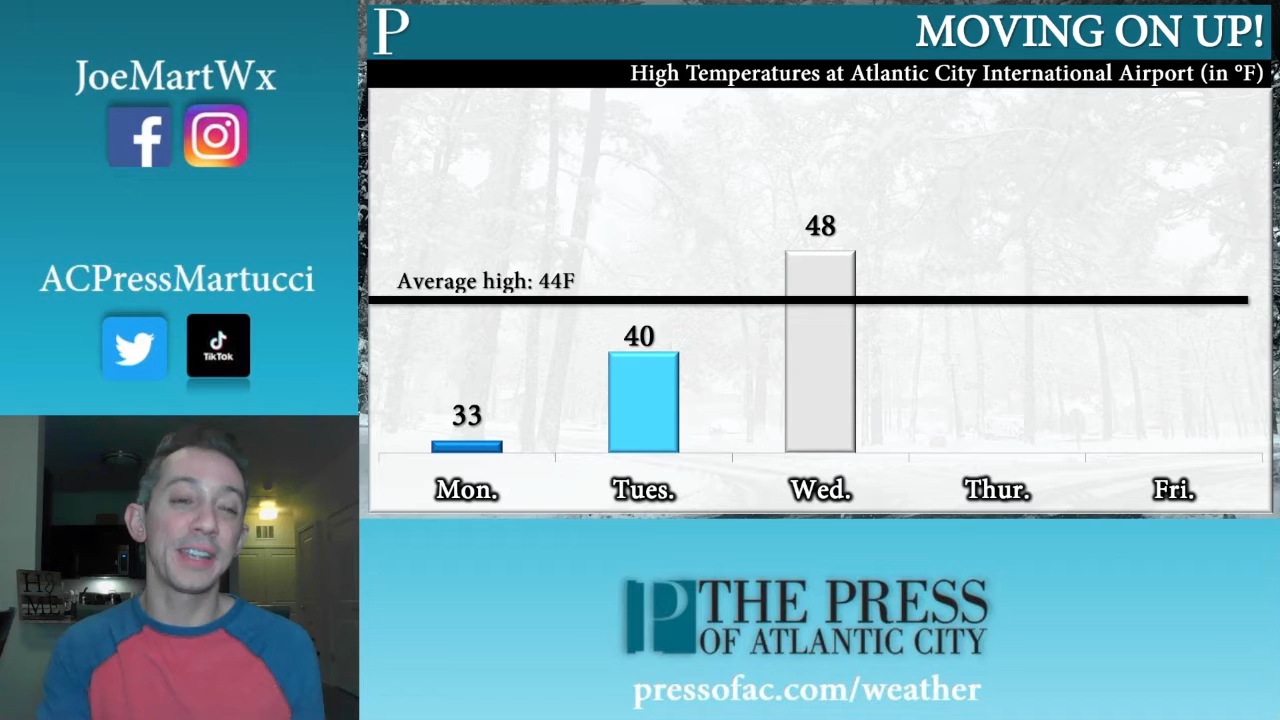 JoeMartWx
ACPressMartucci
TikTok
HOME
P
MOVING ON UP!
High Temperatures at Atlantic City International Airport (in °F)
48
Average high: 44F
40
33
Mon.
Tues.
Wed.
Thur.
Fri.
P THE PRESS
OF ATLANTIC CITY
pressofac.com/weather